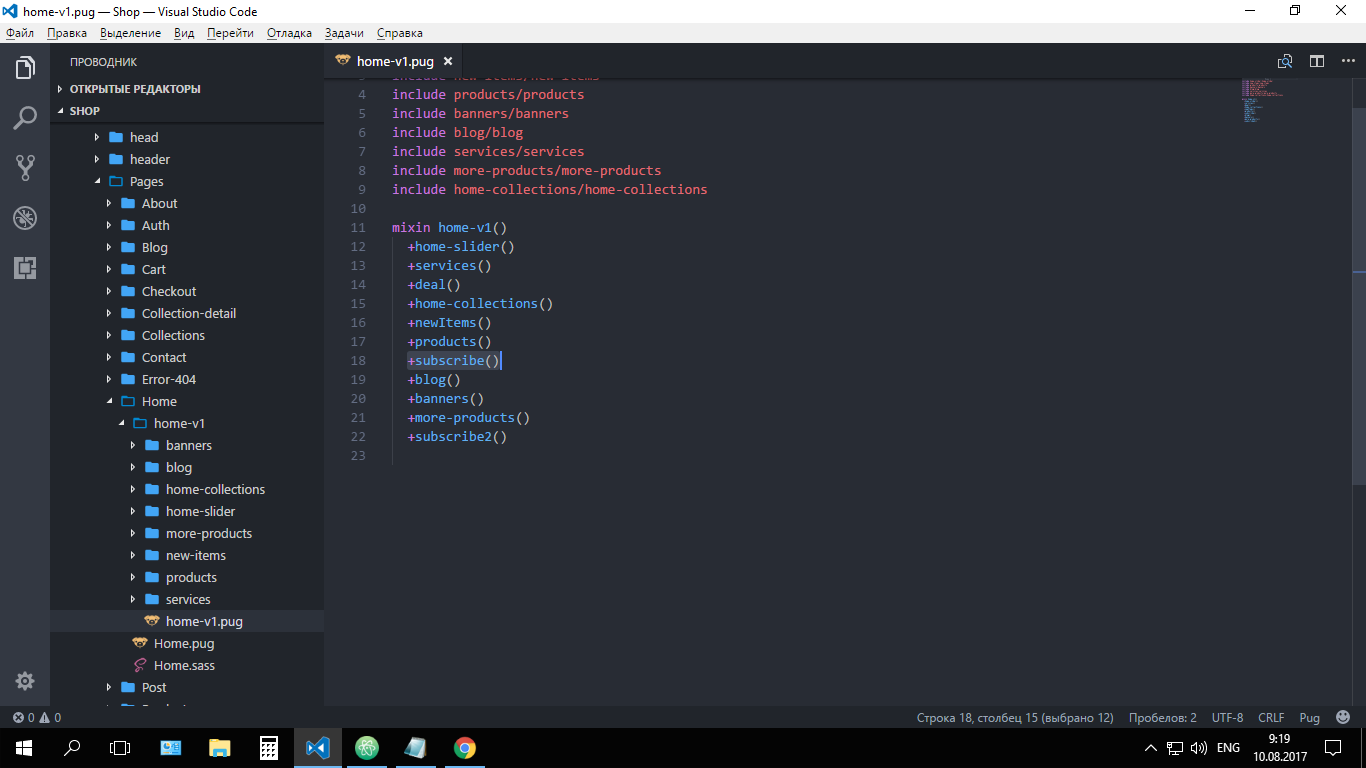 home-v1.pug — Shop — Visual Studio Code
Файл Правка Выделение Вид Перейти Отладка Задачи Справка
ПРОВОДНИК
ОТКРЫТЫЕ РЕДАКТОРЫ
SHOP
head
header
Pages
About
Auth
Blog
Cart
Checkout
Collection-detail
Collections
Contact
Error-404
Home
home-v1
banners
blog
home-collections
home-slider
more-products
new-items
products
services
home-v1.pug
Home.pug
Home.sass
Post
home-v1.pug
3 include new-items/new-items
4 include products/products
5 include banners/banners
6 include blog/blog
7 include services/services
8 include more-products/more-products
9 include home-collections/home-collections
10
11 mixin home-v1()
12 +home-slider()
13 +services()
14 +deal()
15 +home-collections()
16 +newItems()
17 +products()
18 +subscribe()
19 +blog()
20 +banners()
21 +more-products()
22 +subscribe2()
23
0 0 Строка 18, столбец 15 (выбрано 12) Пробелов: 2 UTF-8 CRLF Pug
ENG 9:19
10.08.2017